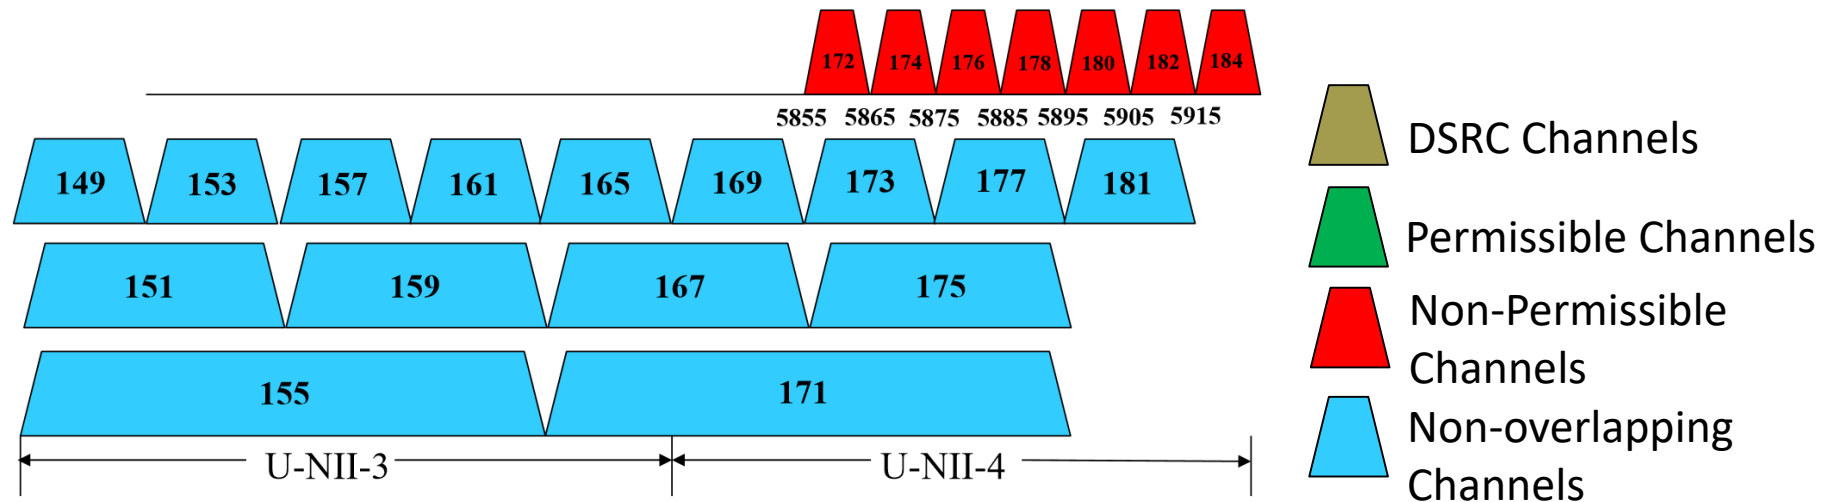 172 174 176 178 180 182 184
5855 5865 5875 5885 5895 5905 5915
149 153 157 161 165 169 173 177 181
151 159 167 175
155 171
U-NII-3 U-NII-4
DSRC Channels
Permissible Channels
Non-Permissible
Channels
Non-overlapping
Channels